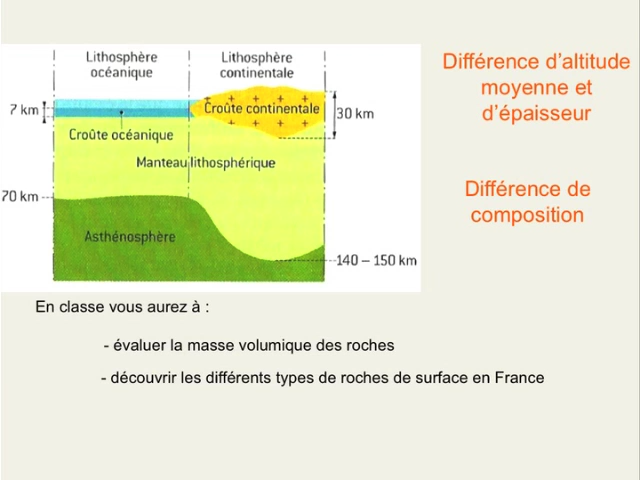 Lithosphère
océanique
Lithosphère
continentale
Différence d'altitude
moyenne et
d'épaisseur
7 km
Croûte continentale
30 km
Croûte océanique
Manteau lithosphérique
Différence de
composition
70 km
Asthénosphère
140 – 150 km
En classe vous aurez à :
- évaluer la masse volumique des roches
- découvrir les différents types de roches de surface en France